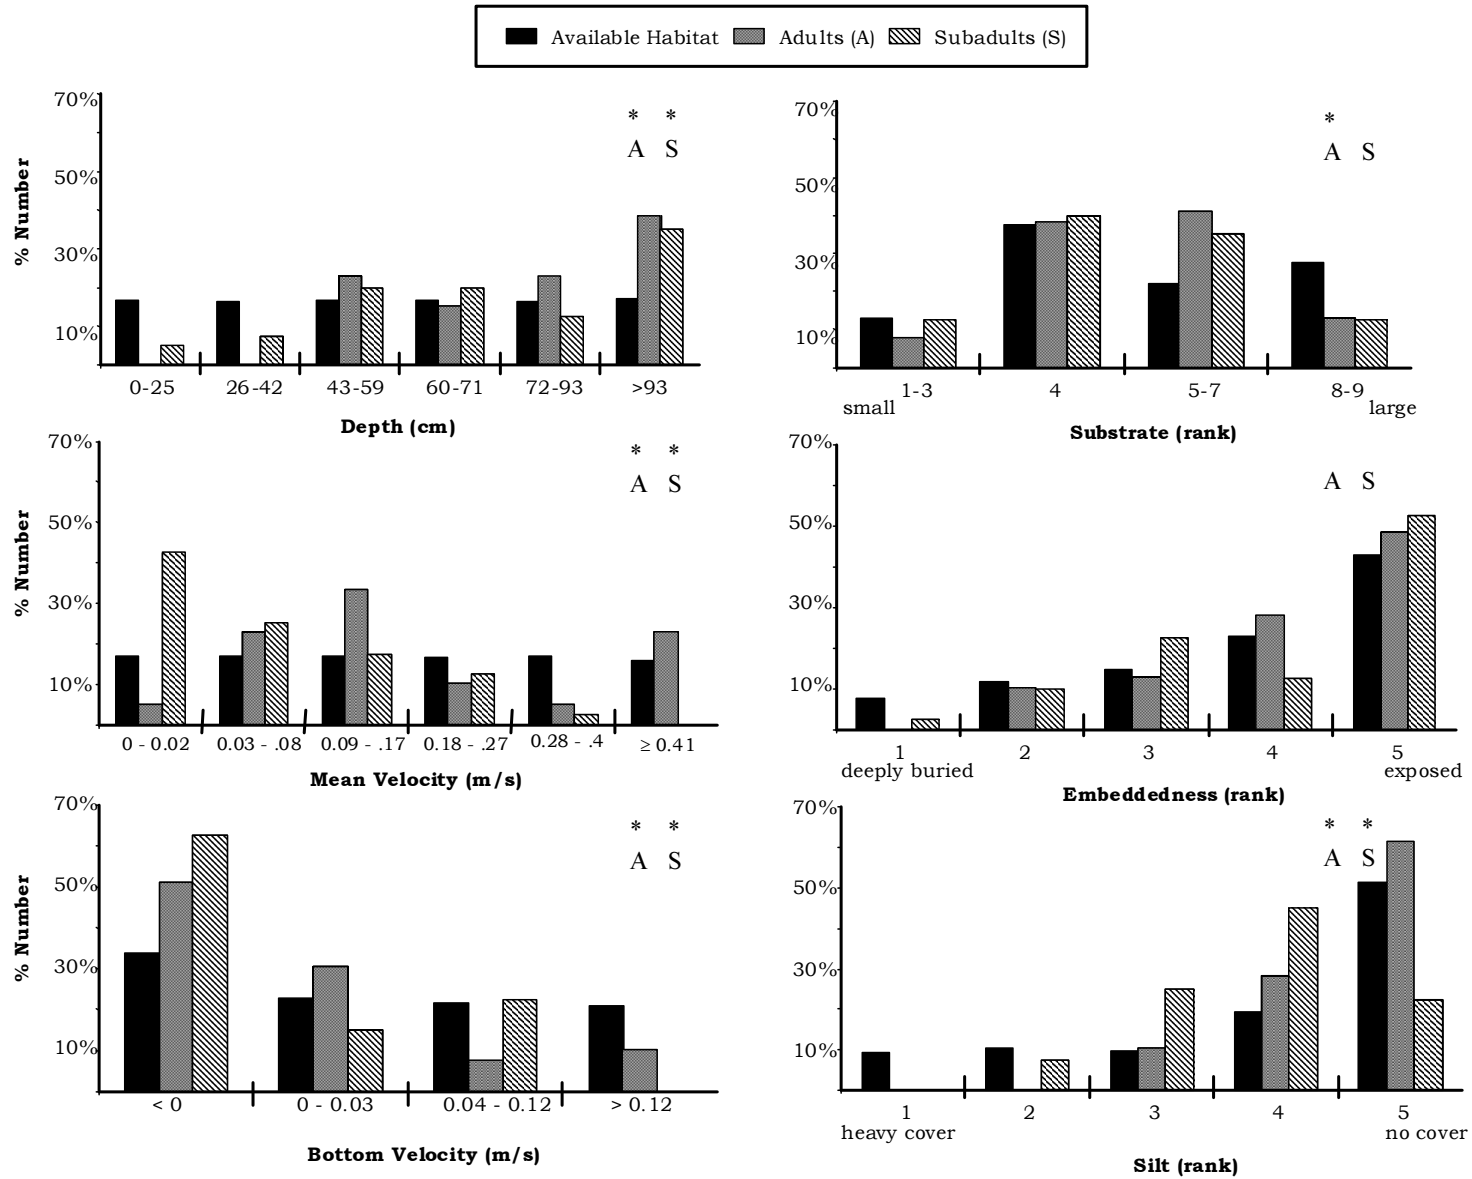 Available Habitat Adults (A) Subadults (S)
70%
50%
30%
10%
% Number
* *
A S
0-25 26-42 43-59 60-71 72-93 >93
Depth (cm)
70%
50%
30%
10%
*
A S
1-3 4 5-7 8-9
small large
Substrate (rank)
70%
50%
30%
10%
% Number
* *
A S
0 - 0.02 0.03 - .08 0.09 - .17 0.18 - .27 0.28 - .4 ≥ 0.41
Mean Velocity (m/s)
70%
50%
30%
10%
A S
1 2 3 4 5
deeply buried exposed
Embeddedness (rank)
70%
50%
30%
10%
% Number
* *
A S
< 0 0 - 0.03 0.04 - 0.12 > 0.12
Bottom Velocity (m/s)
70%
50%
30%
10%
* *
A S
1 2 3 4 5
heavy cover no cover
Silt (rank)